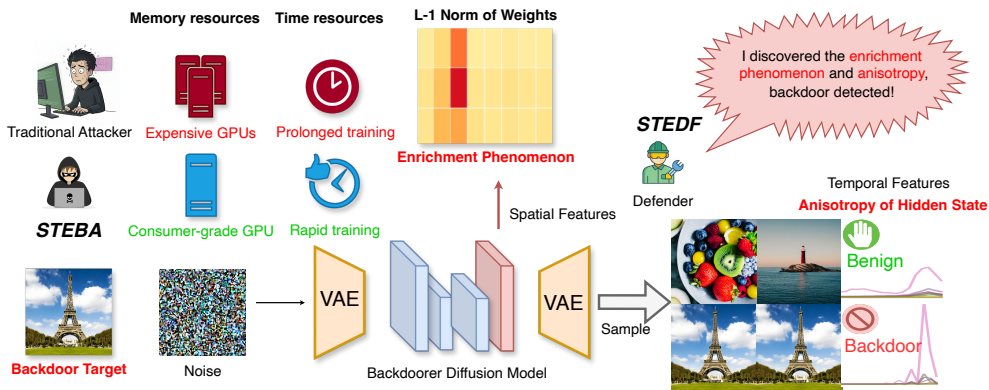 Memory resources
Time resources
L-1 Norm of Weights
I discovered the enrichment
phenomenon and anisotropy,
backdoor detected!
Traditional Attacker
Expensive GPUs
Prolonged training
Enrichment Phenomenon
STEDF
Defender
STEBA
Consumer-grade GPU
Rapid training
Spatial Features
Temporal Features
Anisotropy of Hidden State
Benign
VAE
VAE
Sample
Backdoor
Backdoor Target
Noise
Backdoorer Diffusion Model